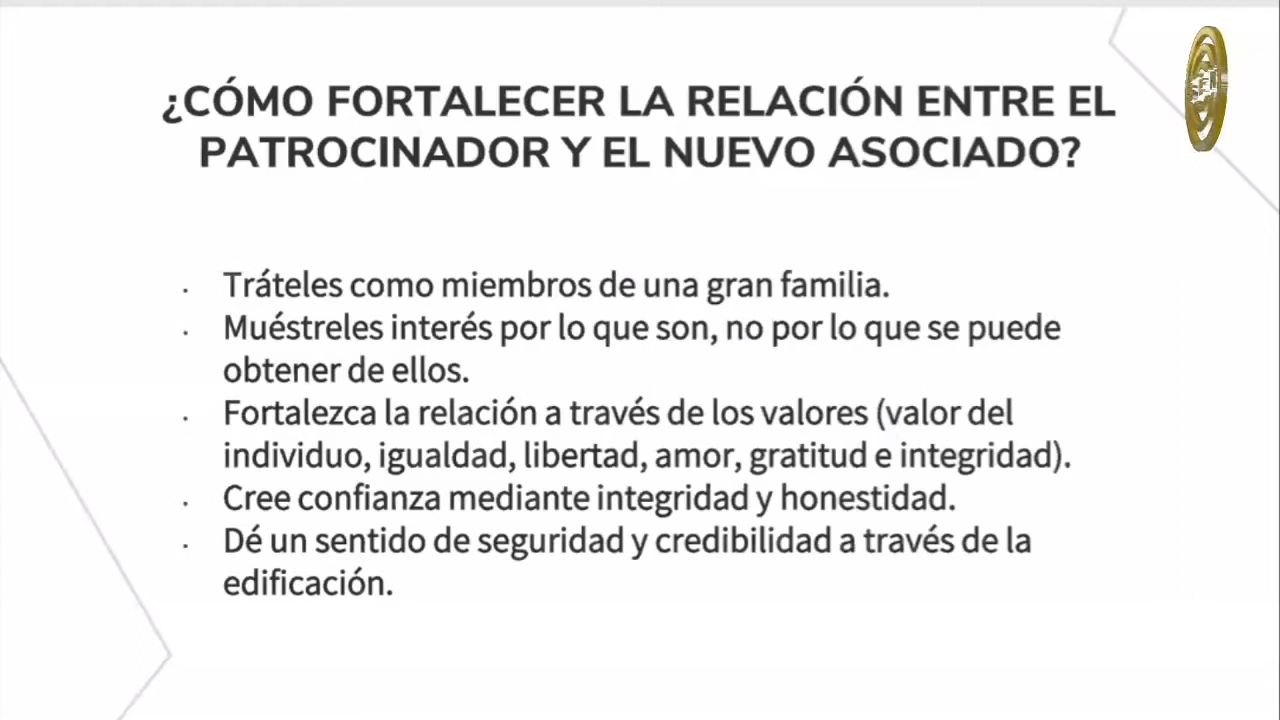 ¿CÓMO FORTALECER LA RELACIÓN ENTRE EL
PATROCINADOR Y EL NUEVO ASOCIADO?
· Tráteles como miembros de una gran familia.
· Muéstreles interés por lo que son, no por lo que se puede
obtener de ellos.
· Fortalezca la relación a través de los valores (valor del
individuo, igualdad, libertad, amor, gratitud e integridad).
· Cree confianza mediante integridad y honestidad.
· Dé un sentido de seguridad y credibilidad a través de la
edificación.